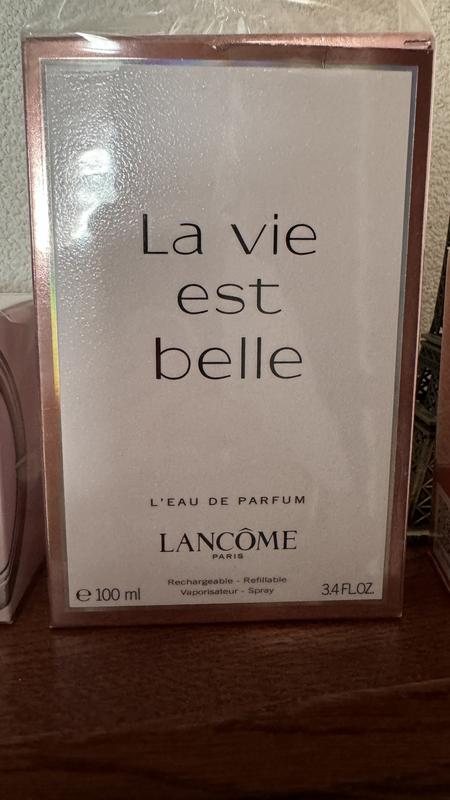 La vie
est
belle
L'EAU DE PARFUM
LANCÔME
PARIS
Rechargeable - Refillable
Vaporisateur - Spray
℮ 100 ml
3.4 FL.OZ.